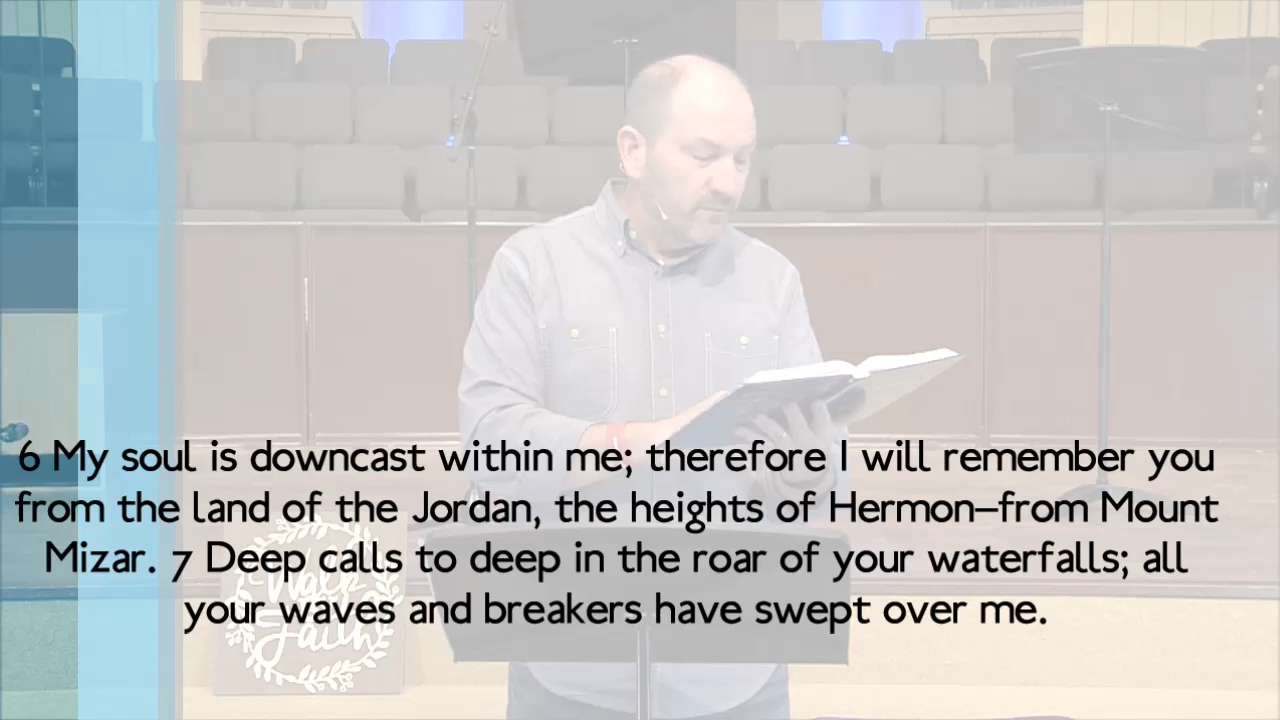 6 My soul is downcast within me; therefore I will remember you
from the land of the Jordan, the heights of Hermon–from Mount
Mizar. 7 Deep calls to deep in the roar of your waterfalls; all
your waves and breakers have swept over me.
Walk
Faith